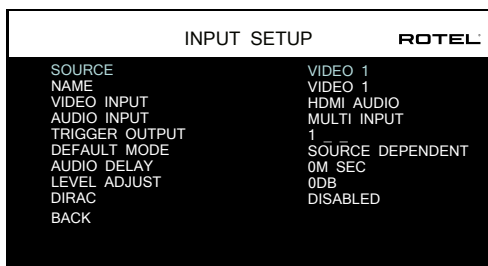 INPUT SETUP ROTEL
SOURCE VIDEO 1
NAME VIDEO 1
VIDEO INPUT HDMI AUDIO
AUDIO INPUT MULTI INPUT
TRIGGER OUTPUT 1 _ _
DEFAULT MODE SOURCE DEPENDENT
AUDIO DELAY 0M SEC
LEVEL ADJUST 0DB
DIRAC DISABLED
BACK